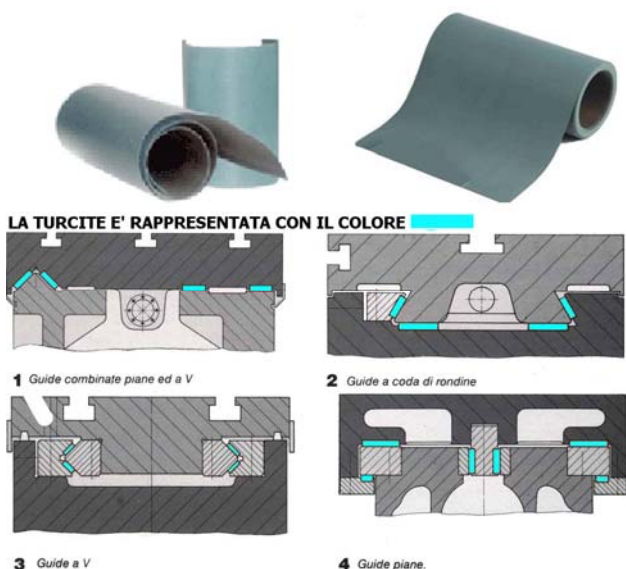 LA TURCITE E' RAPPRESENTATA CON IL COLORE
1 Guide combinate piane ed a V
2 Guide a coda di rondine
3 Guide a V
4 Guide piane.